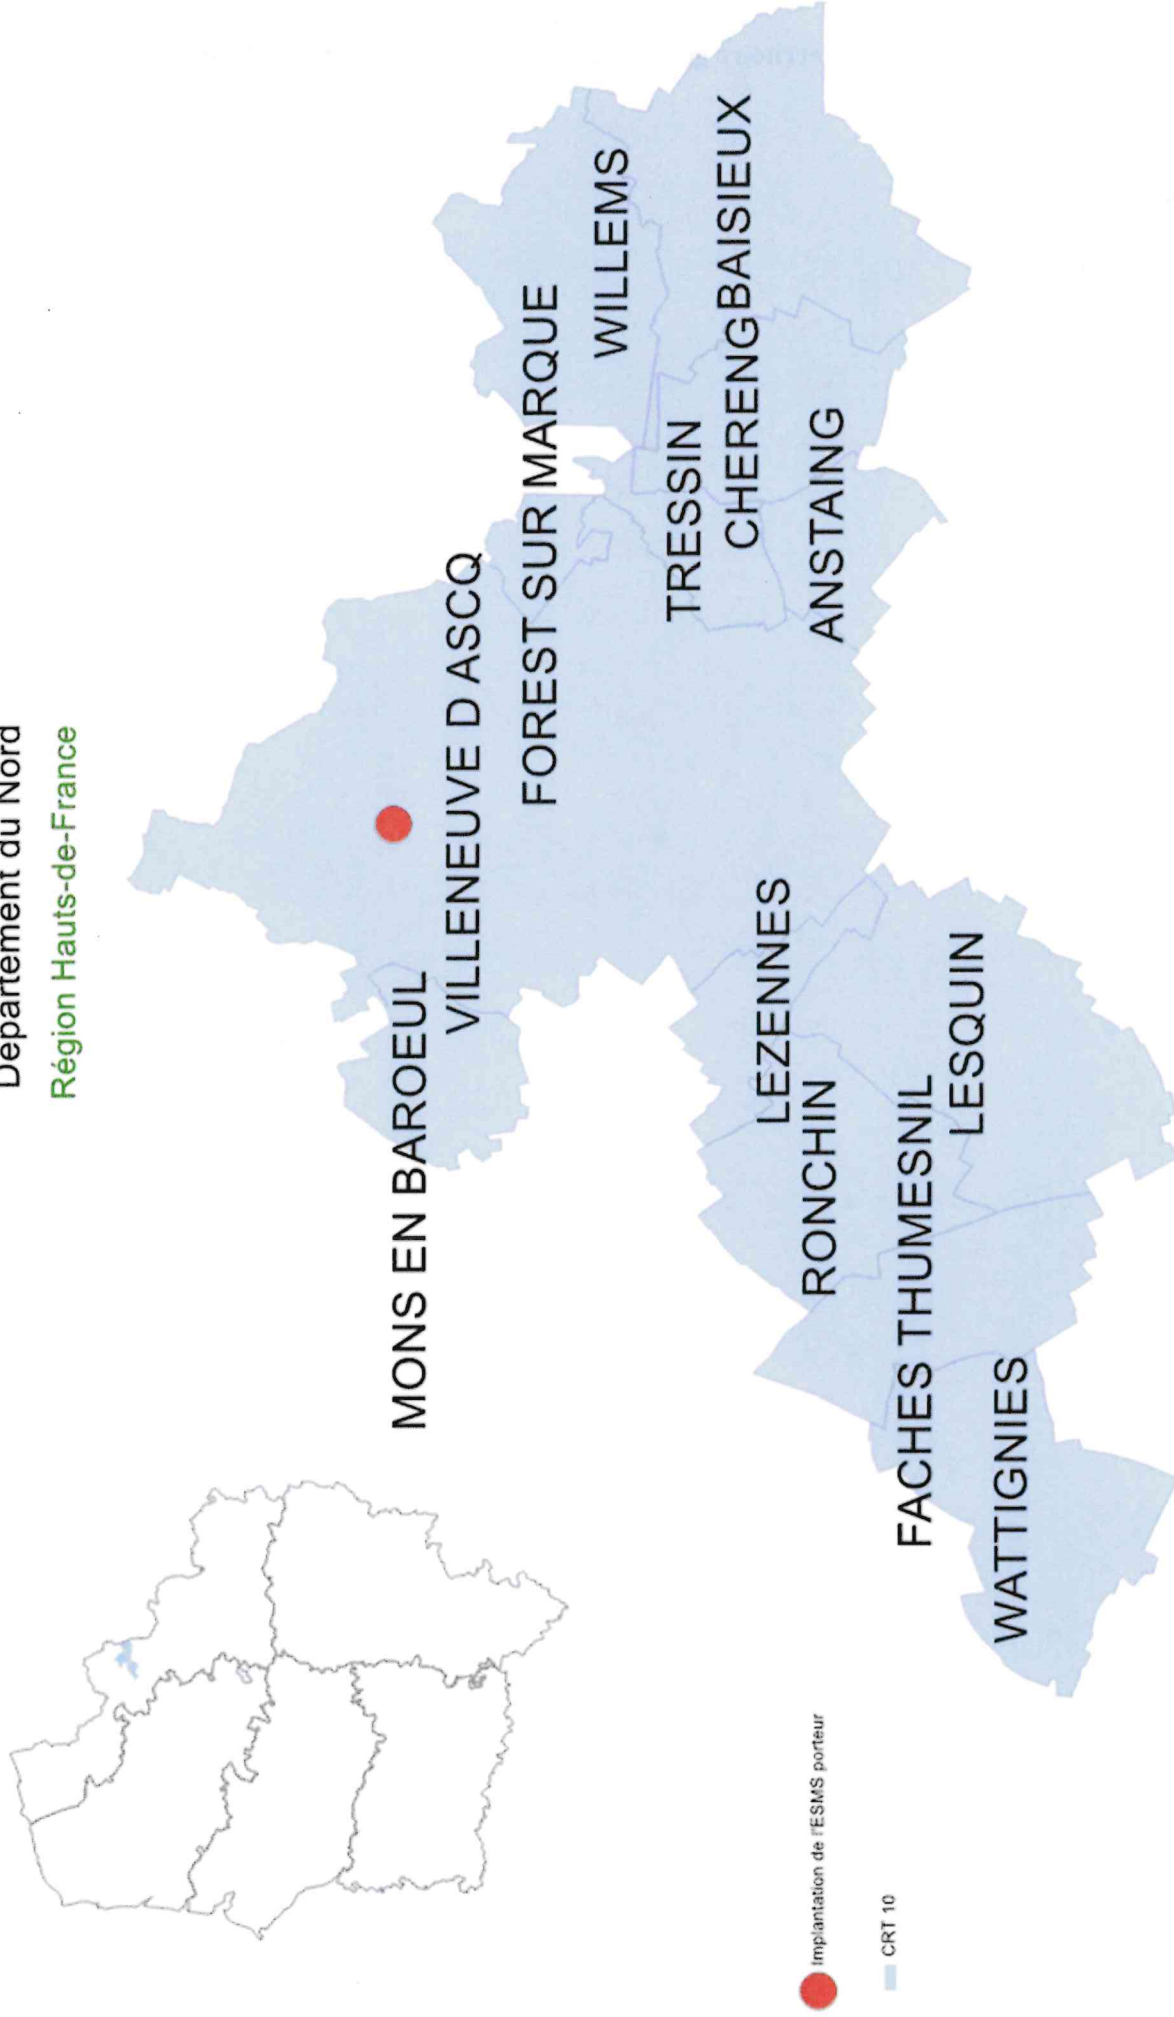 Département du Nord
Région Hauts-de-France
MONS EN BAROEUL
VILLENEUVE D ASCQ
FOREST SUR MARQUE
WILLEMS
TRESSIN
CHERENG
BAISIEUX
ANSTAING
LEZENNES
RONCHIN
FACHES THUMESNIL
LESQUIN
WATTIGNIES
Implantation de l'ESMS porteur
CRT 10